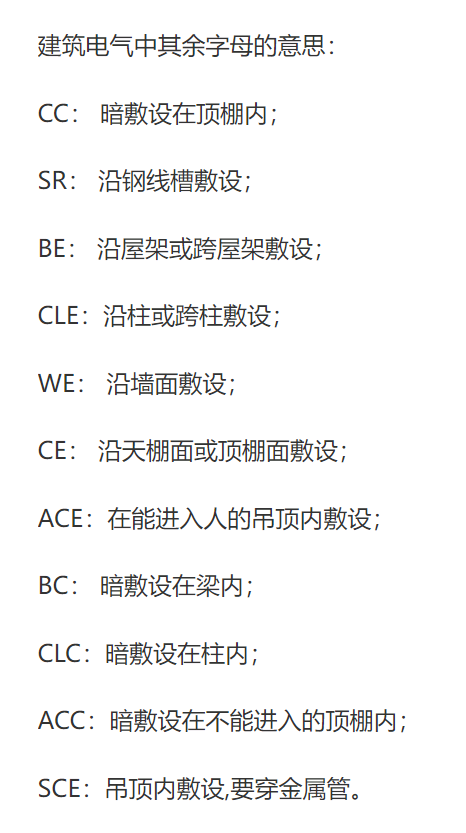 建筑电气中其余字母的意思：
CC： 暗敷设在顶棚内；
SR： 沿钢线槽敷设；
BE： 沿屋架或跨屋架敷设；
CLE：沿柱或跨柱敷设；
WE： 沿墙面敷设；
CE： 沿天棚面或顶棚面敷设；
ACE：在能进入人的吊顶内敷设；
BC： 暗敷设在梁内；
CLC：暗敷设在柱内；
ACC：暗敷设在不能进入的顶棚内；
SCE：吊顶内敷设,要穿金属管。